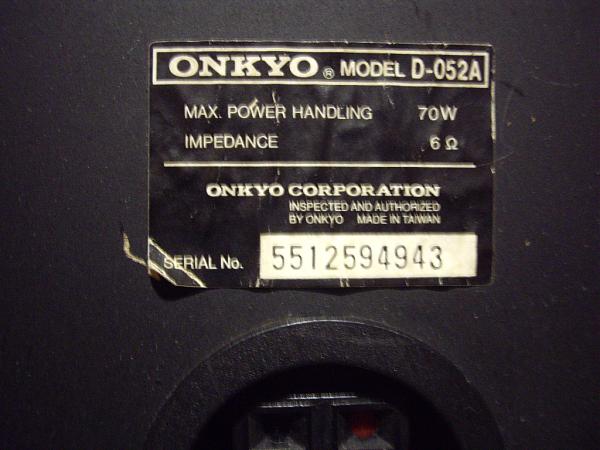 ONKYO® MODEL D-052A
MAX. POWER HANDLING 70W
IMPEDANCE 6 Ω
ONKYO CORPORATION
INSPECTED AND AUTHORIZED
BY ONKYO MADE IN TAIWAN
SERIAL No. 5512594943